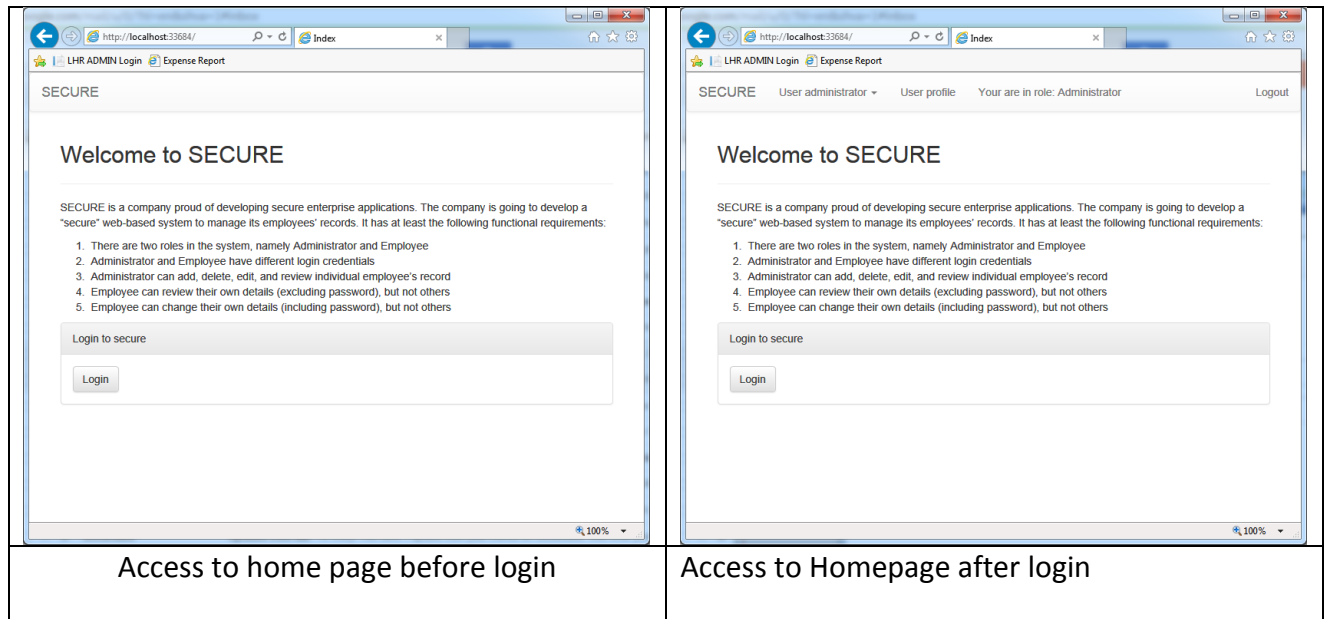 http://localhost:33684/
Index
LHR ADMIN Login Expense Report
SECURE
Welcome to SECURE
SECURE is a company proud of developing secure enterprise applications. The company is going to develop a
"secure" web-based system to manage its employees' records. It has at least the following functional requirements:
1. There are two roles in the system, namely Administrator and Employee
2. Administrator and Employee have different login credentials
3. Administrator can add, delete, edit, and review individual employee's record
4. Employee can review their own details (excluding password), but not others
5. Employee can change their own details (including password), but not others
Login to secure
Login
100%
Access to home page before login
http://localhost:33684/
Index
LHR ADMIN Login Expense Report
SECURE User administrator User profile Your are in role: Administrator Logout
Welcome to SECURE
SECURE is a company proud of developing secure enterprise applications. The company is going to develop a
"secure" web-based system to manage its employees' records. It has at least the following functional requirements:
1. There are two roles in the system, namely Administrator and Employee
2. Administrator and Employee have different login credentials
3. Administrator can add, delete, edit, and review individual employee's record
4. Employee can review their own details (excluding password), but not others
5. Employee can change their own details (including password), but not others
Login to secure
Login
100%
Access to Homepage after login